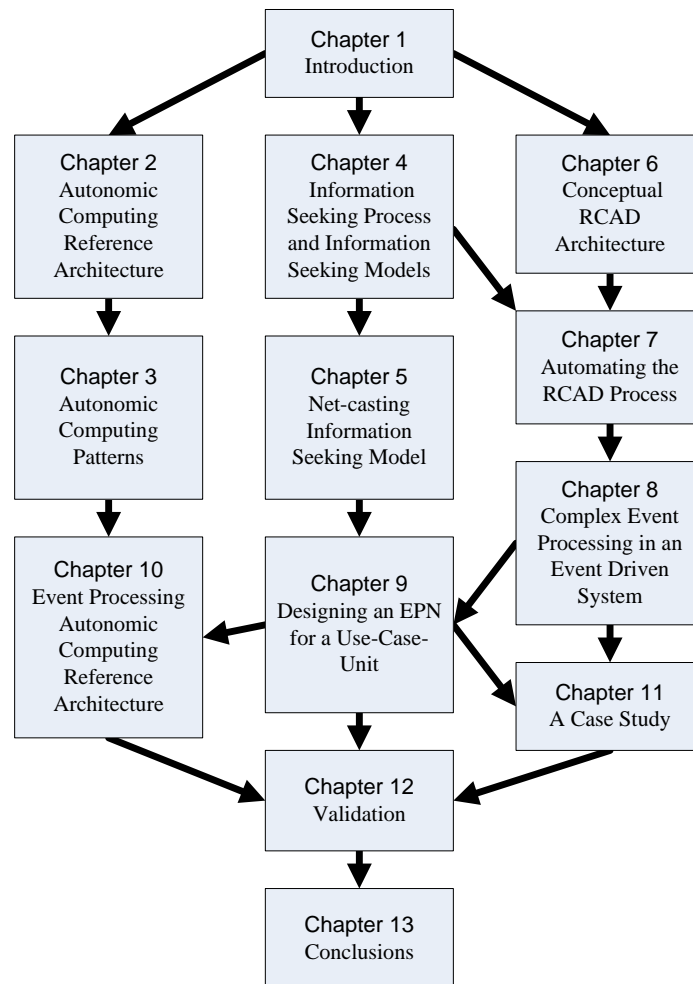 Chapter 1
Introduction
Chapter 2
Autonomic
Computing
Reference
Architecture
Chapter 4
Information
Seeking Process
and Information
Seeking Models
Chapter 6
Conceptual
RCAD
Architecture
Chapter 3
Autonomic
Computing
Patterns
Chapter 5
Net-casting
Information
Seeking Model
Chapter 7
Automating the
RCAD Process
Chapter 8
Complex Event
Processing in an
Event Driven
System
Chapter 10
Event Processing
Autonomic
Computing
Reference
Architecture
Chapter 9
Designing an EPN
for a Use-Case-
Unit
Chapter 11
A Case Study
Chapter 12
Validation
Chapter 13
Conclusions